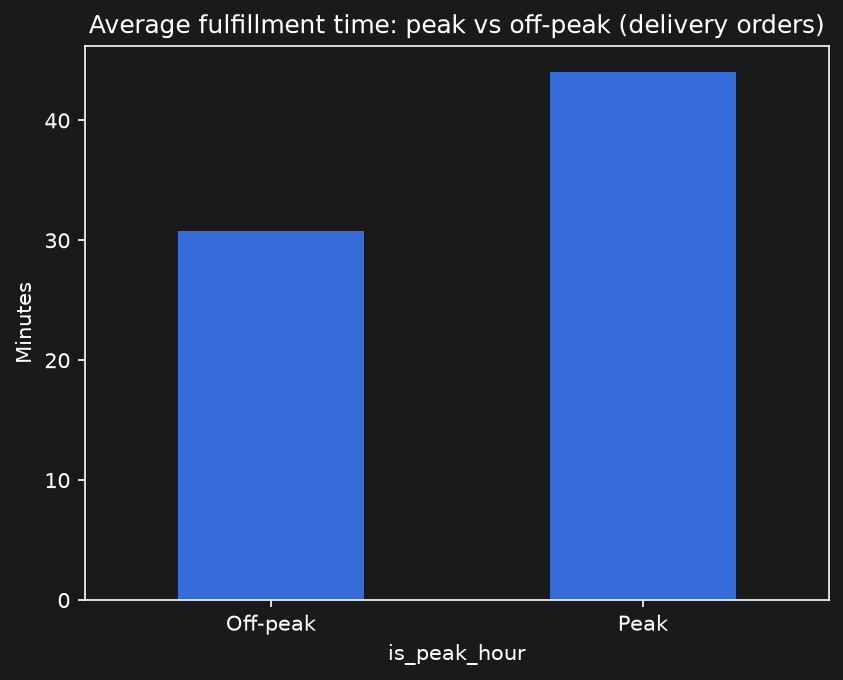 Average fulfillment time: peak vs off-peak (delivery orders)
Minutes
40
30
20
10
0
Off-peak
Peak
is_peak_hour